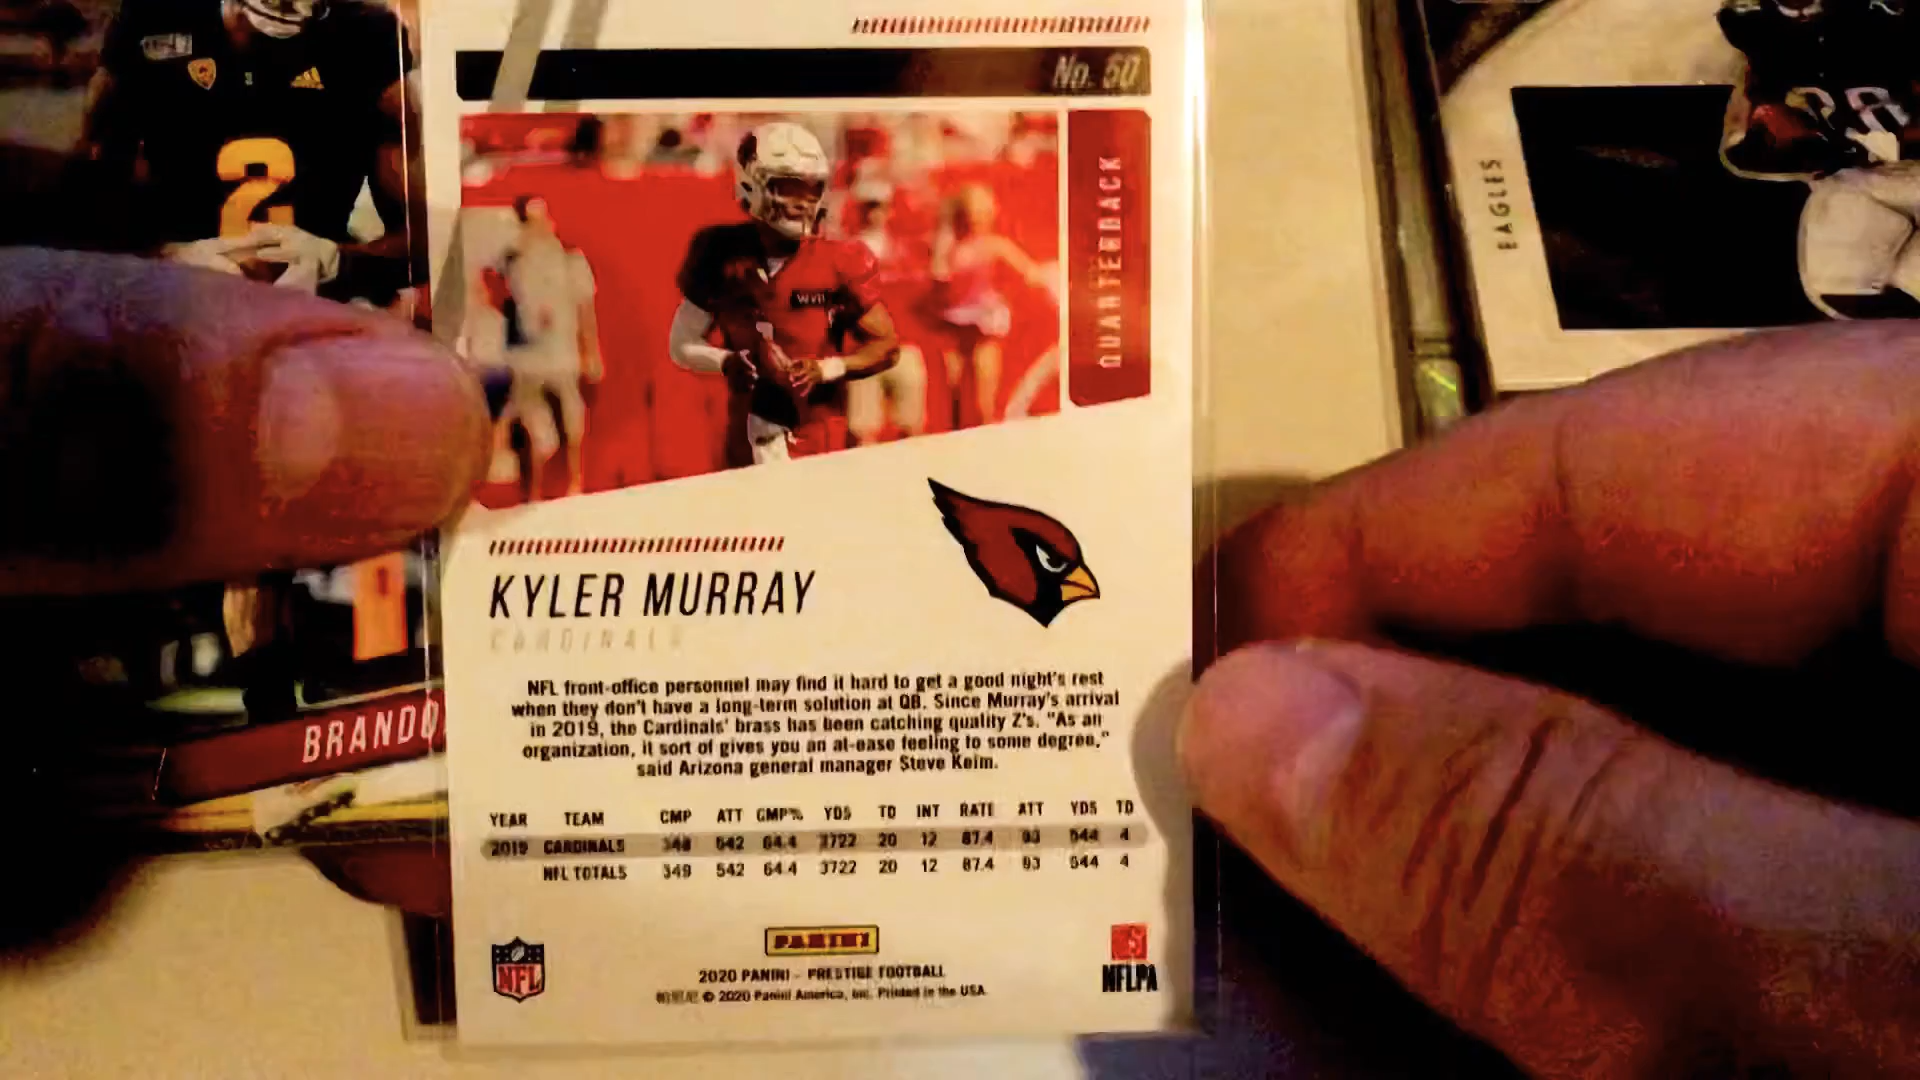 No. 60
QUARTERBACK
EAGLES
2
KYLER MURRAY
CARDINALS
NFL front-office personnel may find it hard to get a good night's rest
when they don't have a long-term solution at QB. Since Murray's arrival
in 2019, the Cardinals' brass has been catching quality Z's. "As an
organization, it sort of gives you an at-ease feeling to some degree,"
said Arizona general manager Steve Keim.
BRANDO
YEAR TEAM CMP ATT CMP% YDS TD INT RATE ATT YDS TD
2019 CARDINALS 349 542 64.4 3722 20 12 87.4 93 544 4
NFL TOTALS 349 542 64.4 3722 20 12 87.4 93 544 4
NFL
PANINI
NFLPA
2020 PANINI - PRESTIGE FOOTBALL
© 2020 Panini America, Inc. Printed in the USA